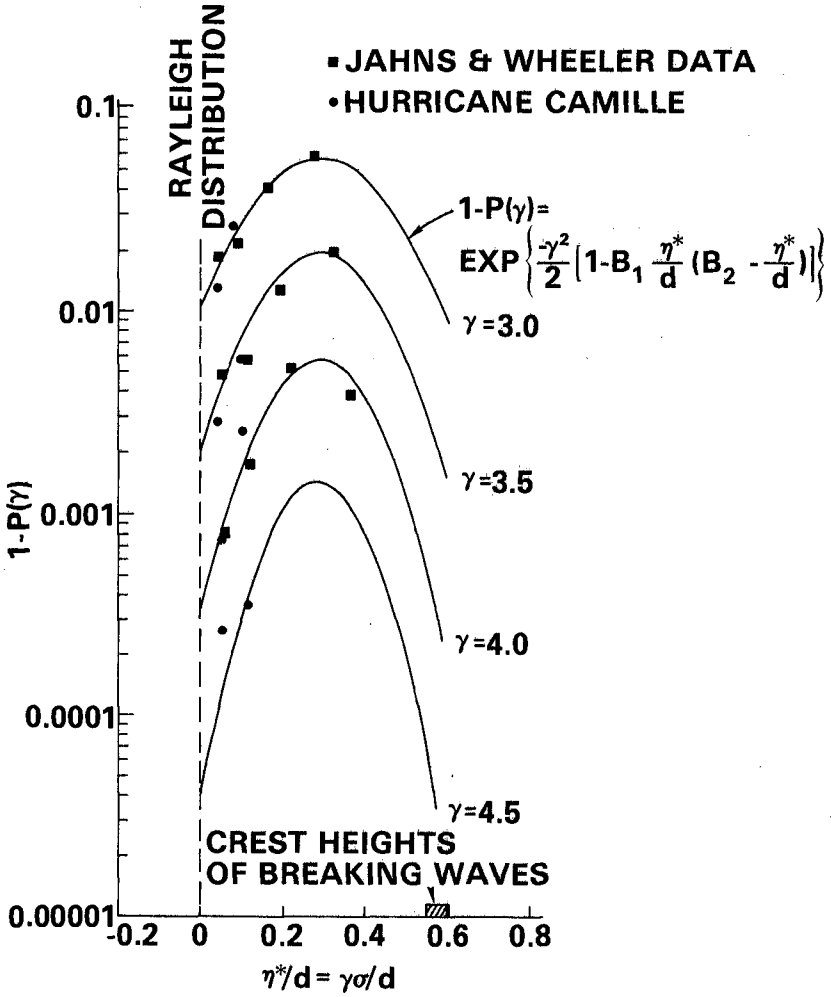 RAYLEIGH
DISTRIBUTION
■ JAHNS & WHEELER DATA
• HURRICANE CAMILLE
1-P(γ)=
EXP{-γ²/2[1-B₁ η*/d (B₂ - η*/d)]}
γ=3.0
γ=3.5
γ=4.0
γ=4.5
CREST HEIGHTS
OF BREAKING WAVES
1-P(γ)
0.1
0.01
0.001
0.0001
0.00001
-0.2 0 0.2 0.4 0.6 0.8
η*/d = γσ/d